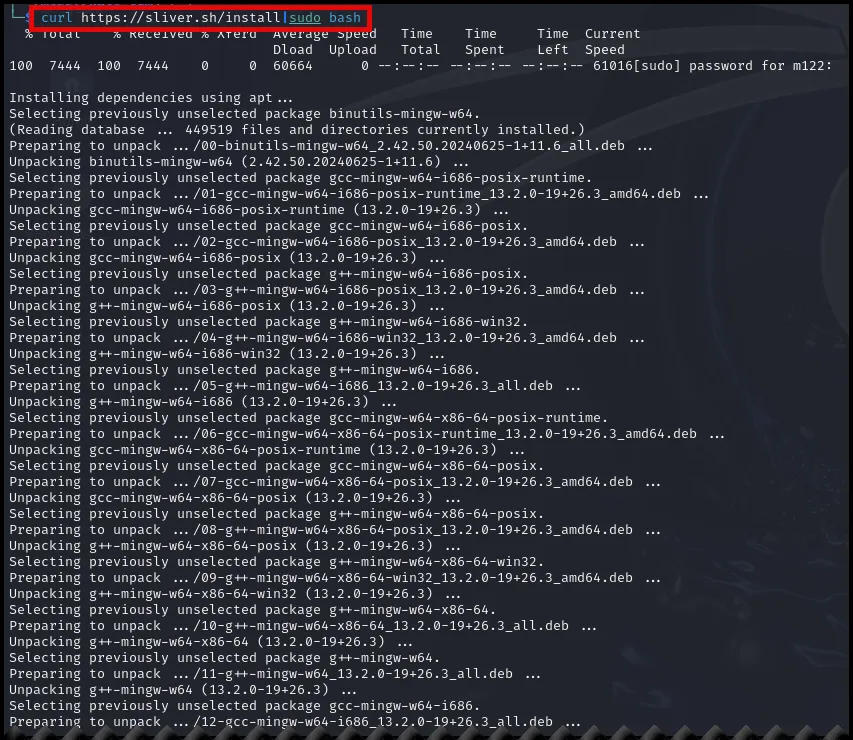 $ curl https://sliver.sh/install|sudo bash
% Total % Received % Xferd Average Speed Time Time Time Current
Dload Upload Total Spent Left Speed
100 7444 100 7444 0 0 60664 0 --:--:-- --:--:-- --:--:-- 61016[sudo] password for m122:
Installing dependencies using apt...
Selecting previously unselected package binutils-mingw-w64.
(Reading database ... 449519 files and directories currently installed.)
Preparing to unpack .../00-binutils-mingw-w64_2.42.50.20240625-1+11.6_all.deb ...
Unpacking binutils-mingw-w64 (2.42.50.20240625-1+11.6) ...
Selecting previously unselected package gcc-mingw-w64-i686-posix-runtime.
Preparing to unpack .../01-gcc-mingw-w64-i686-posix-runtime_13.2.0-19+26.3_amd64.deb ...
Unpacking gcc-mingw-w64-i686-posix-runtime (13.2.0-19+26.3) ...
Selecting previously unselected package gcc-mingw-w64-i686-posix.
Preparing to unpack .../02-gcc-mingw-w64-i686-posix_13.2.0-19+26.3_amd64.deb ...
Unpacking gcc-mingw-w64-i686-posix (13.2.0-19+26.3) ...
Selecting previously unselected package g++-mingw-w64-i686-posix.
Preparing to unpack .../03-g++-mingw-w64-i686-posix_13.2.0-19+26.3_amd64.deb ...
Unpacking g++-mingw-w64-i686-posix (13.2.0-19+26.3) ...
Selecting previously unselected package g++-mingw-w64-i686-win32.
Preparing to unpack .../04-g++-mingw-w64-i686-win32_13.2.0-19+26.3_amd64.deb ...
Unpacking g++-mingw-w64-i686-win32 (13.2.0-19+26.3) ...
Selecting previously unselected package g++-mingw-w64-i686.
Preparing to unpack .../05-g++-mingw-w64-i686_13.2.0-19+26.3_all.deb ...
Unpacking g++-mingw-w64-i686 (13.2.0-19+26.3) ...
Selecting previously unselected package gcc-mingw-w64-x86-64-posix-runtime.
Preparing to unpack .../06-gcc-mingw-w64-x86-64-posix-runtime_13.2.0-19+26.3_amd64.deb ...
Unpacking gcc-mingw-w64-x86-64-posix-runtime (13.2.0-19+26.3) ...
Selecting previously unselected package gcc-mingw-w64-x86-64-posix.
Preparing to unpack .../07-gcc-mingw-w64-x86-64-posix_13.2.0-19+26.3_amd64.deb ...
Unpacking gcc-mingw-w64-x86-64-posix (13.2.0-19+26.3) ...
Selecting previously unselected package g++-mingw-w64-x86-64-posix.
Preparing to unpack .../08-g++-mingw-w64-x86-64-posix_13.2.0-19+26.3_amd64.deb ...
Unpacking g++-mingw-w64-x86-64-posix (13.2.0-19+26.3) ...
Selecting previously unselected package g++-mingw-w64-x86-64-win32.
Preparing to unpack .../09-g++-mingw-w64-x86-64-win32_13.2.0-19+26.3_amd64.deb ...
Unpacking g++-mingw-w64-x86-64-win32 (13.2.0-19+26.3) ...
Selecting previously unselected package g++-mingw-w64-x86-64.
Preparing to unpack .../10-g++-mingw-w64-x86-64_13.2.0-19+26.3_all.deb ...
Unpacking g++-mingw-w64-x86-64 (13.2.0-19+26.3) ...
Selecting previously unselected package g++-mingw-w64.
Preparing to unpack .../11-g++-mingw-w64_13.2.0-19+26.3_all.deb ...
Unpacking g++-mingw-w64 (13.2.0-19+26.3) ...
Selecting previously unselected package gcc-mingw-w64-i686.
Preparing to unpack .../12-gcc-mingw-w64-i686_13.2.0-19+26.3_all.deb ...